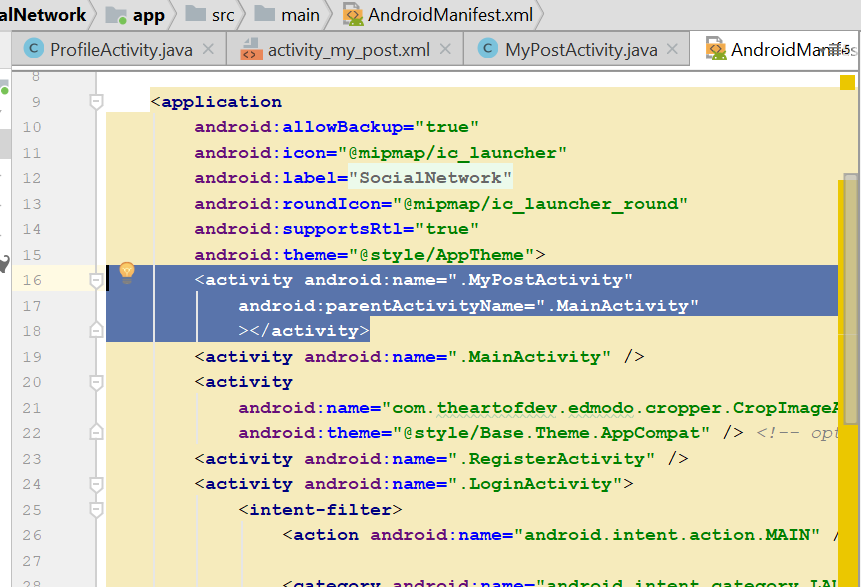 alNetwork app src main AndroidManifest.xml
ProfileActivity.java activity_my_post.xml MyPostActivity.java AndroidManif
8
9 <application
10 android:allowBackup="true"
11 android:icon="@mipmap/ic_launcher"
12 android:label="SocialNetwork"
13 android:roundIcon="@mipmap/ic_launcher_round"
14 android:supportsRtl="true"
15 android:theme="@style/AppTheme">
16 <activity android:name=".MyPostActivity"
17 android:parentActivityName=".MainActivity"
18 ></activity>
19 <activity android:name=".MainActivity" />
20 <activity
21 android:name="com.theartofdev.edmodo.cropper.CropImageA
22 android:theme="@style/Base.Theme.AppCompat" /> <!-- opt
23 <activity android:name=".RegisterActivity" />
24 <activity android:name=".LoginActivity">
25 <intent-filter>
26 <action android:name="android.intent.action.MAIN" /
27
28 <category android:name="android.intent.category.LAU